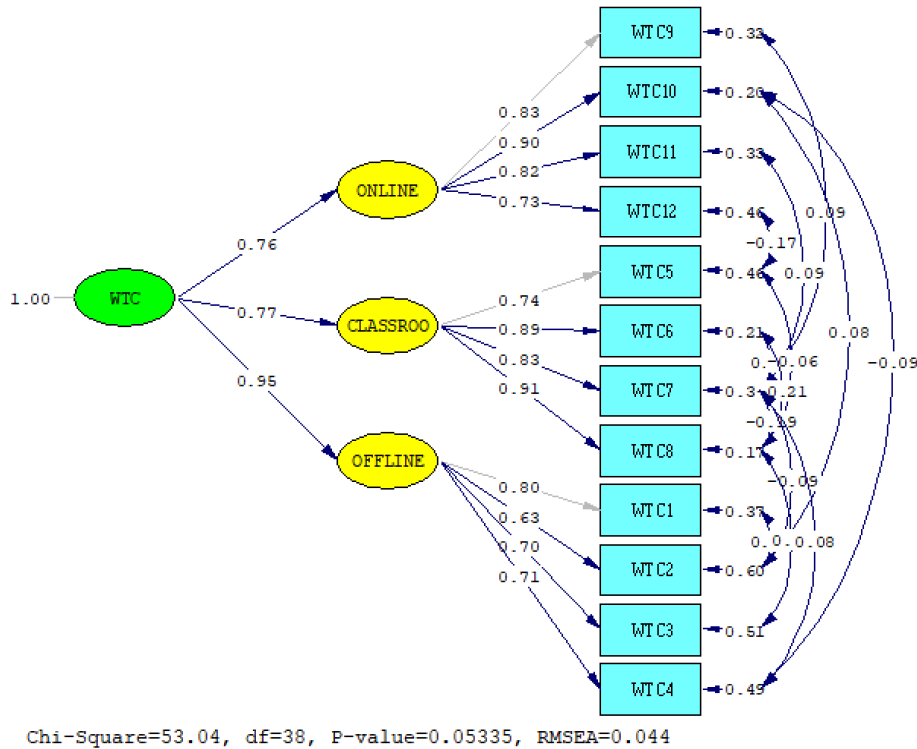 WTC9 0.33
WTC10 0.20
0.83
0.90
WTC11 0.33
0.82
ONLINE
0.73
WTC12 0.46
0.09
0.76
-0.17
WTC5 0.46
0.09
1.00
WTC
0.74
0.77
CLASSROO
0.89
WTC6 0.21
0.08
0.83
-0.06
-0.09
0.95
0.91
WTC7
0.21
-0.19
WTC8 0.17
OFFLINE
0.80
-0.09
WTC1 0.37
0.63
0.08
0.70
WTC2 0.60
0.71
WTC3 0.51
WTC4 0.49
Chi-Square=53.04, df=38, P-value=0.05335, RMSEA=0.044